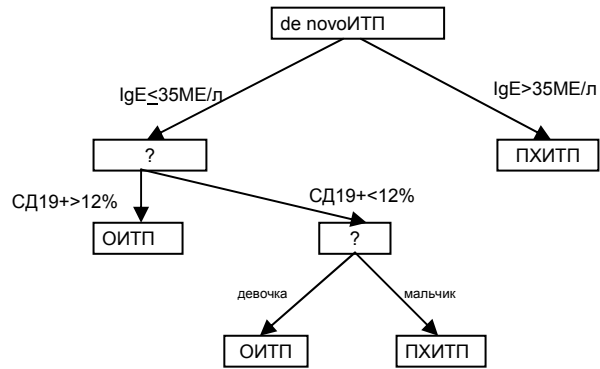 de novoИТП
IgE≤35МЕ/л
IgE>35МЕ/л
?
ПХИТП
СД19+>12%
СД19+<12%
ОИТП
?
девочка
мальчик
ОИТП
ПХИТП